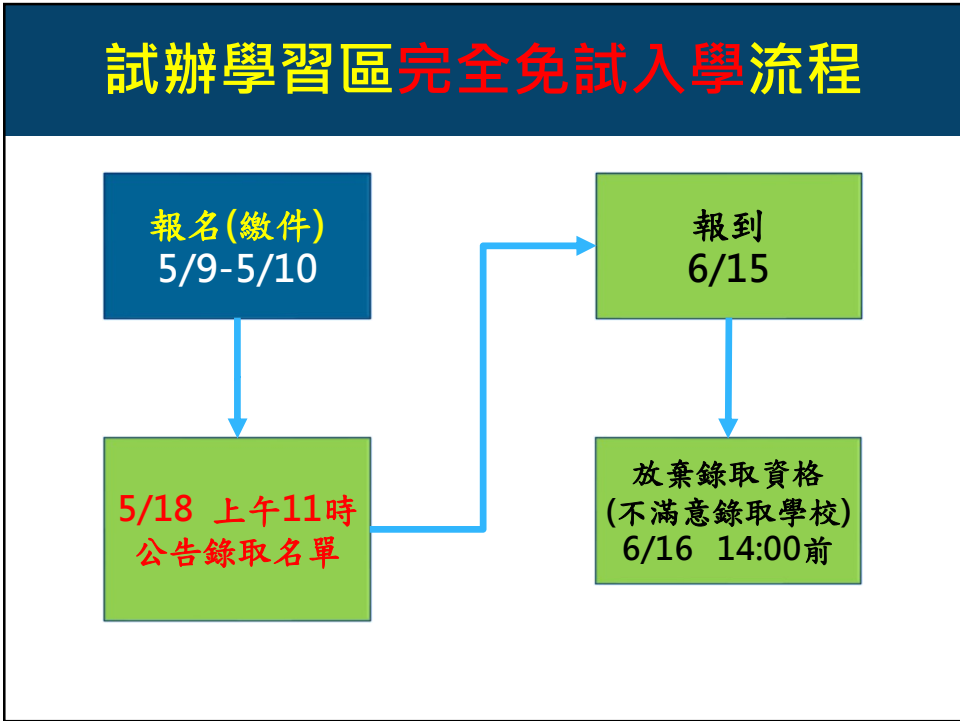 試辦學習區完全免試入學流程
報名(繳件)
5/9-5/10
5/18 上午11時
公告錄取名單
報到
6/15
放棄錄取資格
(不滿意錄取學校)
6/16 14:00前